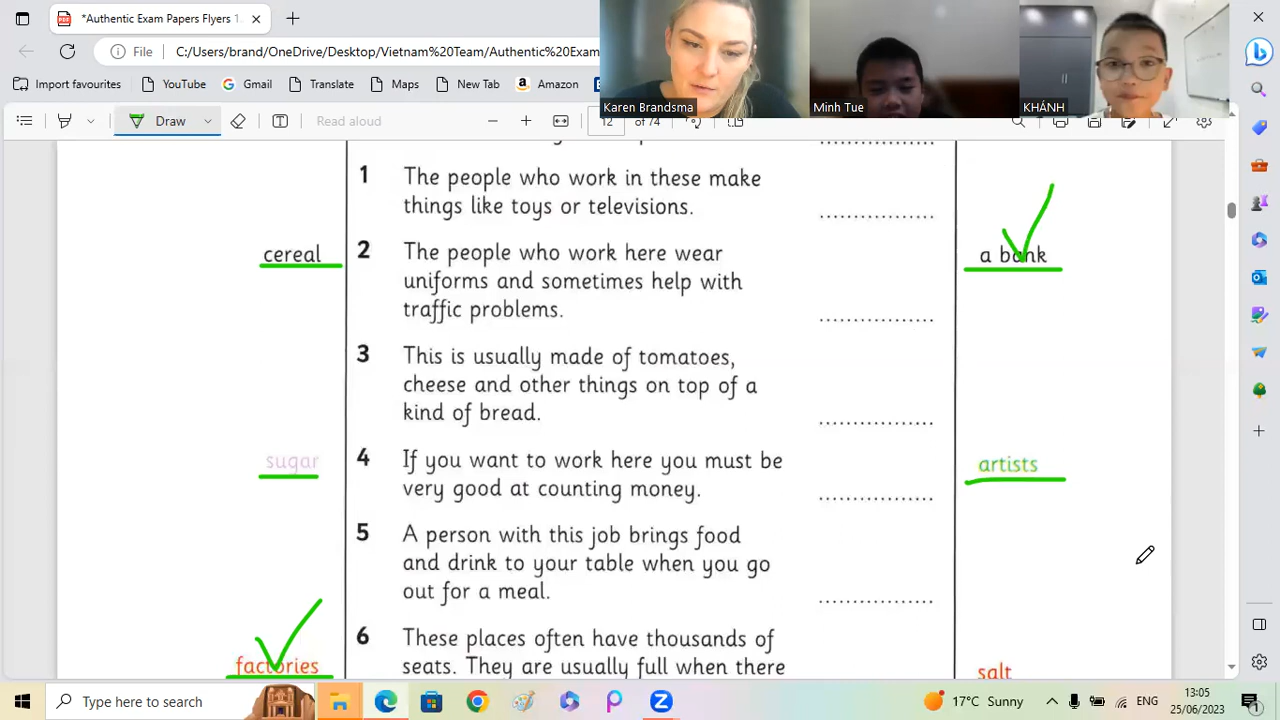 *Authentic Exam Papers Flyers 1
File
C:/Users/brand/OneDrive/Desktop/Vietnam%20Team/Authentic%20Exam
Import favourites
YouTube
Gmail
Translate
Maps
New Tab
Amazon
Karen Brandsma
Minh Tue
KHÁNH
Draw
Read aloud
12 of 74
1 The people who work in these make
things like toys or televisions.
cereal
2 The people who work here wear
uniforms and sometimes help with
traffic problems.
a bank
3 This is usually made of tomatoes,
cheese and other things on top of a
kind of bread.
sugar
4 If you want to work here you must be
very good at counting money.
artists
5 A person with this job brings food
and drink to your table when you go
out for a meal.
factories
6 These places often have thousands of
seats. They are usually full when there
salt
Type here to search
17°C Sunny
ENG
13:05
25/06/2023